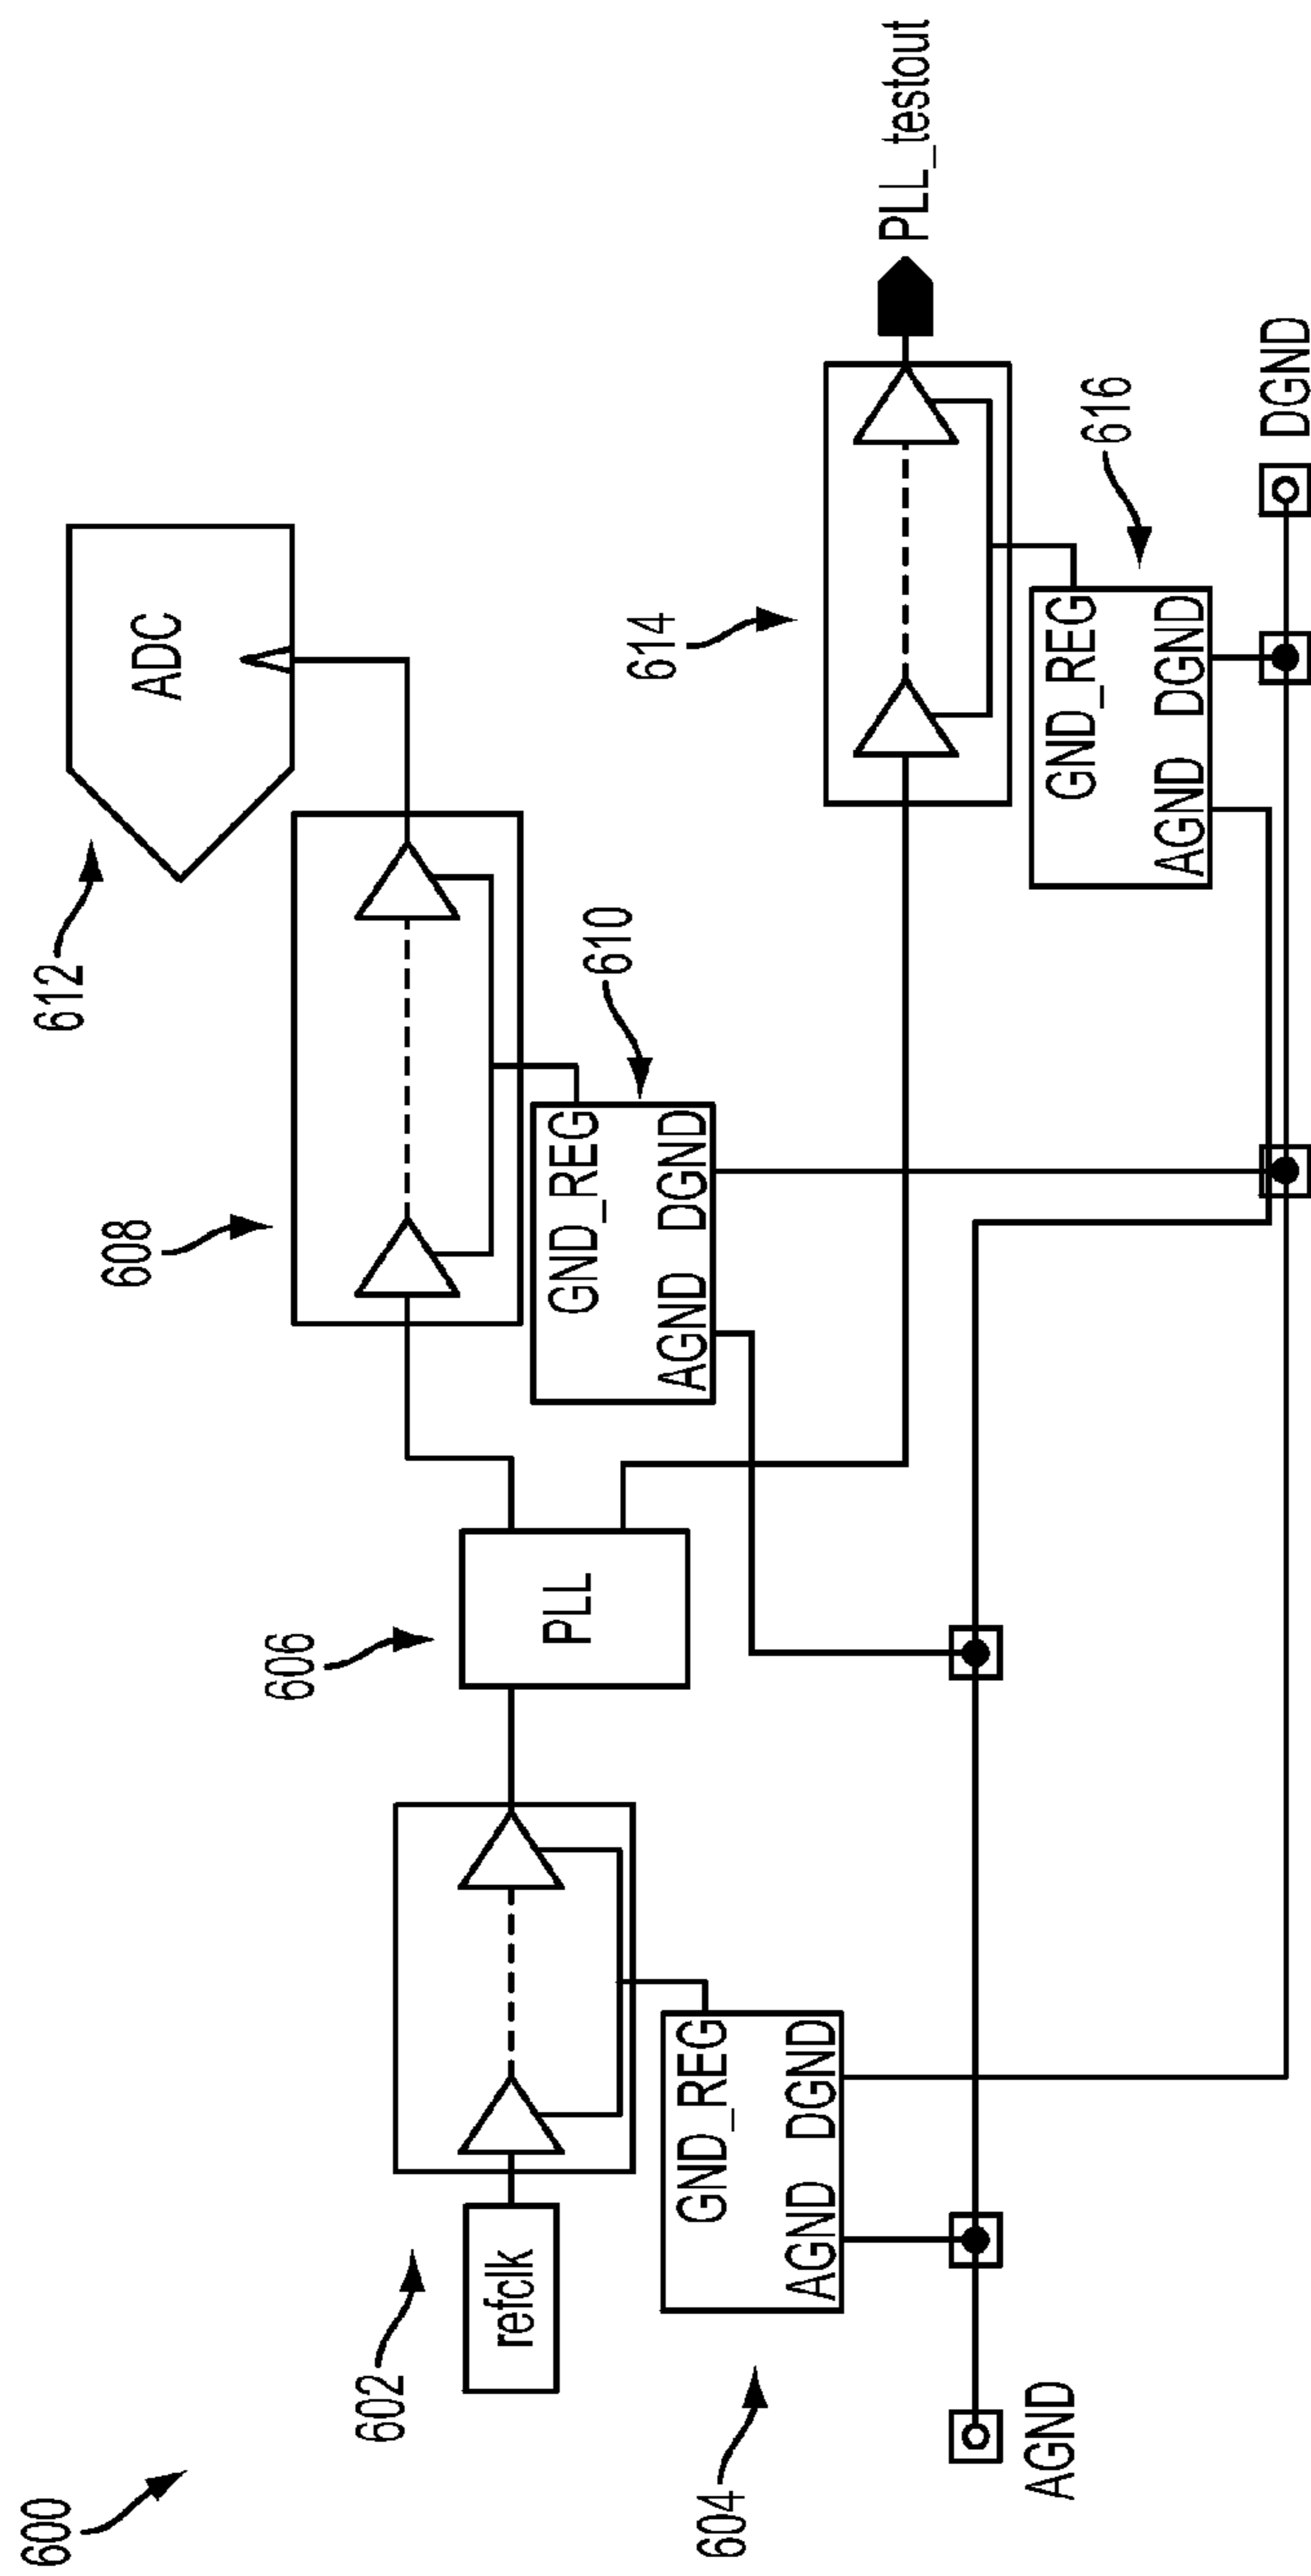 600
602
refclk
604
GND_REG
AGND DGND
AGND
606
PLL
608
610
GND_REG
AGND DGND
612
ADC
614
616
GND_REG
AGND DGND
PLL_testout
DGND